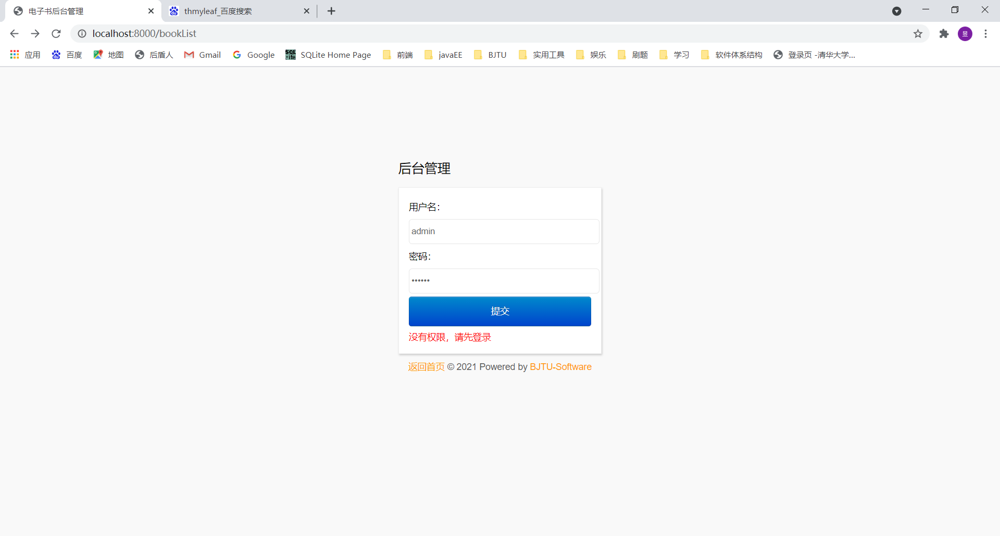 电子书后台管理
thmyleaf_百度搜索
localhost:8000/bookList
昱
应用 百度 地图 后盾人 Gmail Google SQLite Home Page 前端 javaEE BJTU 实用工具 娱乐 刷题 学习 软件体系结构 登录页 -清华大学...
后台管理
用户名：
admin
密码：
••••••
提交
没有权限，请先登录
返回首页 © 2021 Powered by BJTU-Software